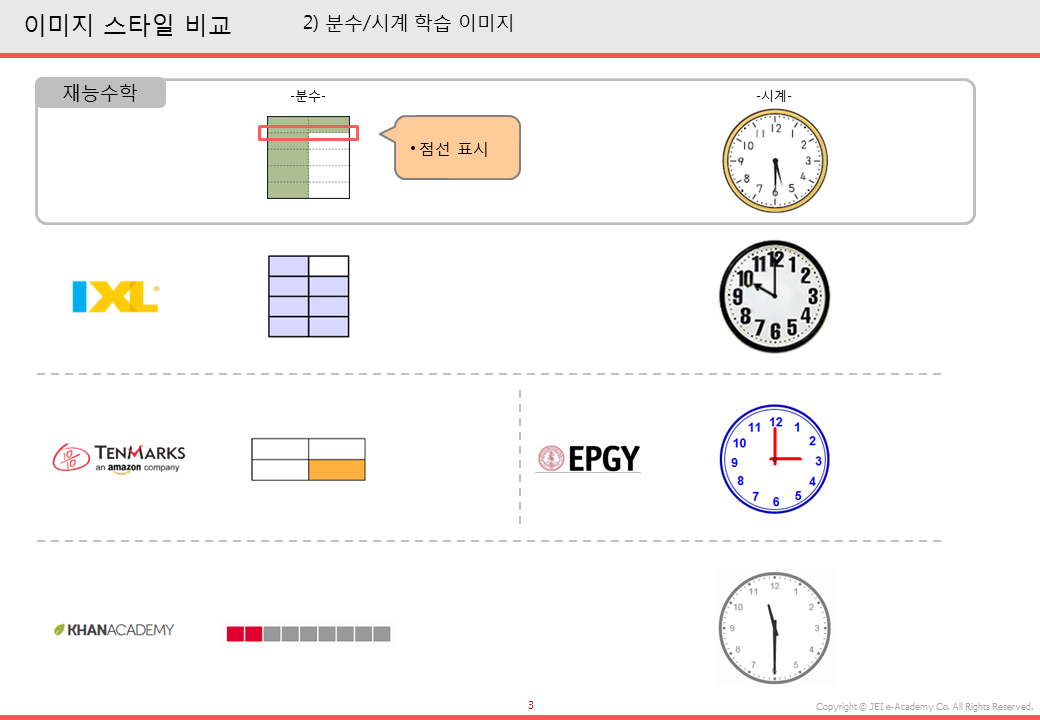 이미지 스타일 비교
2) 분수/시계 학습 이미지
재능수학
-분수-
-시계-
• 점선 표시
12
11 1
10 2
9 3
8 4
7 5
6
IXL
12
11 1
10 2
9 3
8 4
7 5
6
10/10
TENMARKS
an amazon company
EPGY
12
11 1
10 2
9 3
8 4
7 5
6
KHANACADEMY
12
11 1
10 2
9 3
8 4
7 5
6
3
Copyright © JEI e-Academy Co. All Rights Reserved.